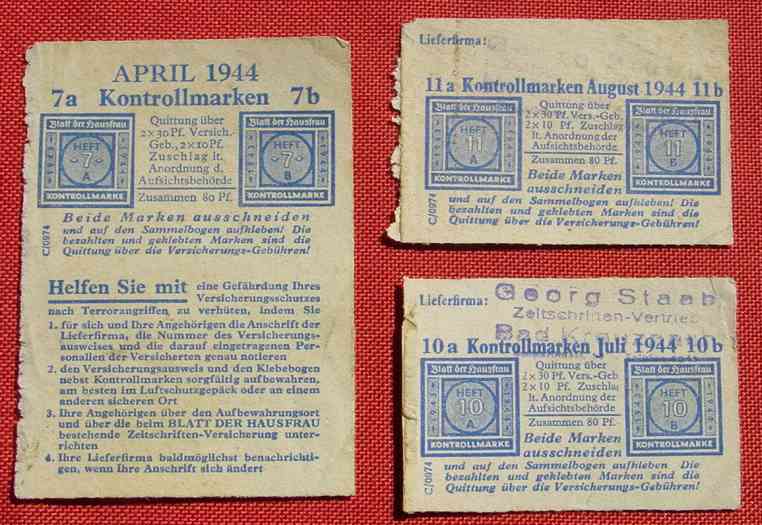 APRIL 1944
7a Kontrollmarken 7b
Blatt der Hausfrau
HEFT
7
A
KONTROLLMARKE
Quittung über
2×30 Pf. Versich.-
Geb., 2×10 Pf.
Zuschlag lt.
Anordnung d.
Aufsichtsbehörde
Zusammen 80 Pf.
Blatt der Hausfrau
HEFT
7
B
KONTROLLMARKE
Beide Marken ausschneiden
und auf den Sammelbogen aufkleben! Die
bezahlten und geklebten Marken sind die
Quittung über die Versicherungs-Gebühren!
C/0974
Helfen Sie mit eine Gefährdung Ihres
Versicherungsschutzes
nach Terrorangriffen zu verhüten, indem Sie
1. für sich und Ihre Angehörigen die Anschrift der
Lieferfirma, die Nummer des Versicherungs-
ausweises und die darauf eingetragenen Per-
sonalien der Versicherten genau notieren
2. den Versicherungsausweis und den Klebebogen
nebst Kontrollmarken sorgfältig aufbewahren,
am besten im Luftschutzgepäck oder an einem
anderen sicheren Ort
3. Ihre Angehörigen über den Aufbewahrungsort
und über die beim BLATT DER HAUSFRAU
bestehende Zeitschriften-Versicherung unter-
richten
4. Ihre Lieferfirma baldmöglichst benachrichti-
gen, wenn Ihre Anschrift sich ändert
Lieferfirma:
11a Kontrollmarken August 1944 11b
Blatt der Hausfrau
HEFT
11
A
KONTROLLMARKE
Quittung über
2×30 Pf. Vers.-Geb.
2×10 Pf. Zuschlag
lt. Anordnung der
Aufsichtsbehörde
Zusammen 80 Pf.
Beide Marken
ausschneiden
Blatt der Hausfrau
HEFT
11
B
KONTROLLMARKE
und auf den Sammelbogen aufkleben! Die
bezahlten und geklebten Marken sind die
Quittung über die Versicherungs-Gebühren!
C/0974
Lieferfirma: Georg Staab
Zeitschriften-Vertrieb
Bad
10a Kontrollmarken Juli 1944 10b
Blatt der Hausfrau
1943
HEFT
10
A
1944
KONTROLLMARKE
Quittung über
2×30 Pf. Vers.-Geb.
2×10 Pf. Zuschlag
lt. Anordnung der
Aufsichtsbehörde
Zusammen 80 Pf.
Beide Marken
ausschneiden
Blatt der Hausfrau
1943
HEFT
10
B
1944
KONTROLLMARKE
und auf den Sammelbogen aufkleben! Die
bezahlten und geklebten Marken sind die
Quittung über die Versicherungs-Gebühren!
C/0974